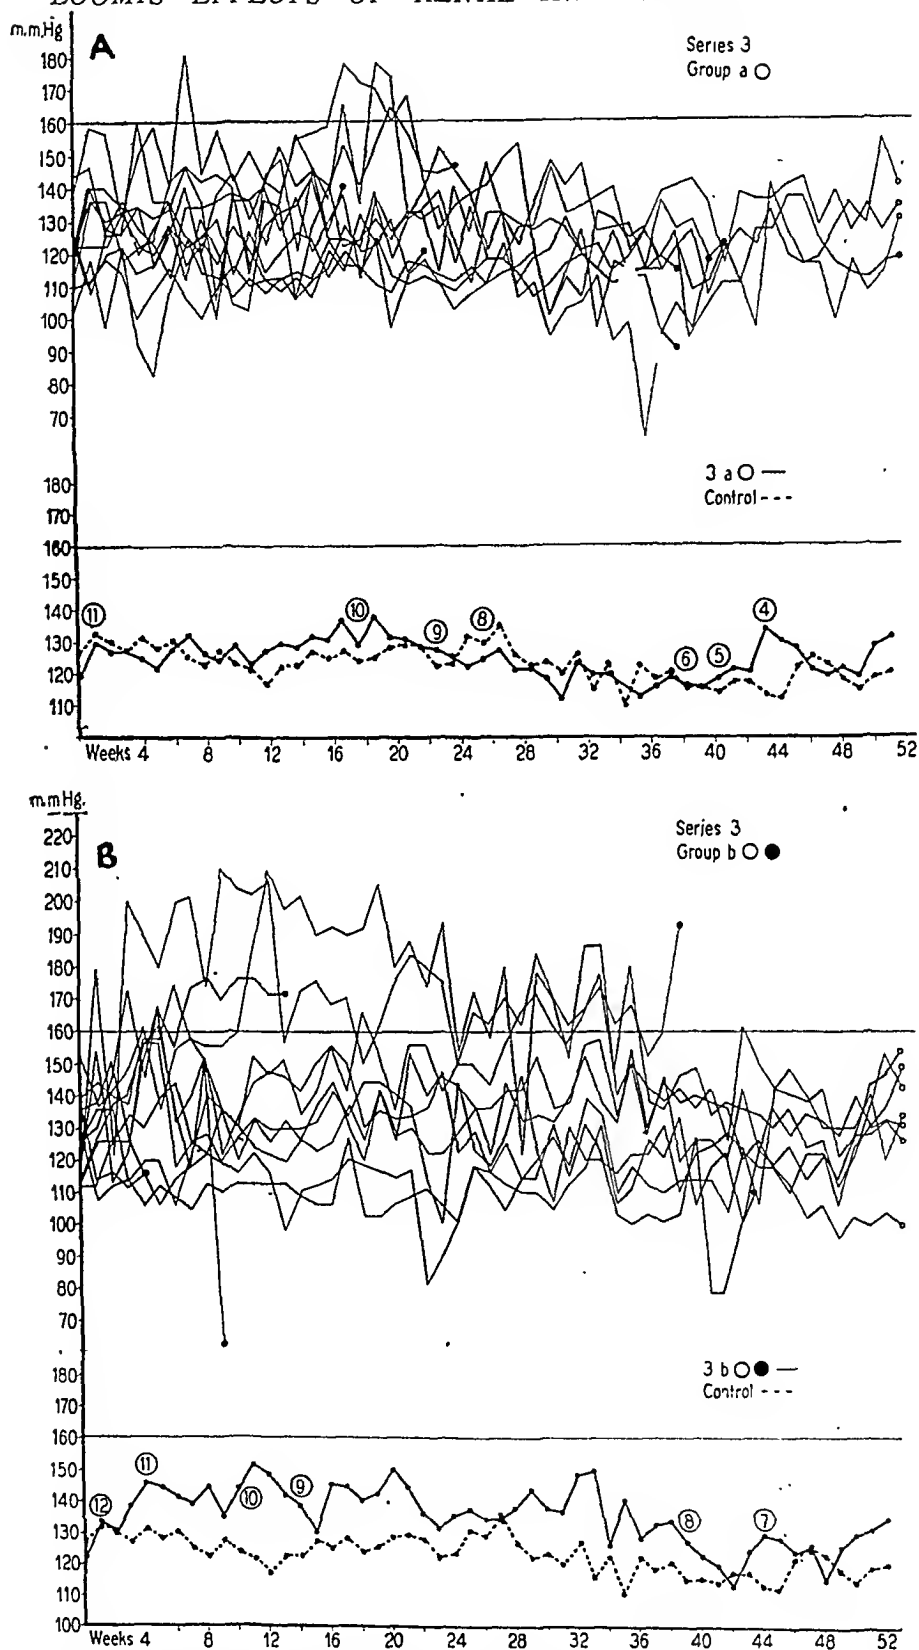 LOOMIS EFFECTS OF RENAL
m.m.Hg
A
Series 3
Group a ○
180
170
160
150
140
130
120
110
100
90
80
70
3 a ○ —
Control ---
180
170
160
150
140
130
120
110
⑪ ⑩ ⑨ ⑧ ⑥ ⑤ ④
Weeks 4 8 12 16 20 24 28 32 36 40 44 48 52
m.m Hg.
B
Series 3
Group b ○ ●
220
210
200
190
180
170
160
150
140
130
120
110
100
90
80
70
3 b ○ ● —
Control ---
180
170
160
150
140
130
120
110
100
⑫ ⑪ ⑩ ⑨ ⑧ ⑦
Weeks 4 8 12 16 20 24 28 32 36 40 44 48 52